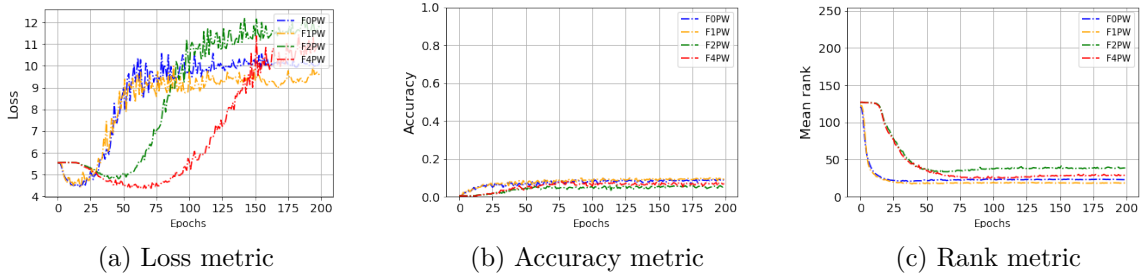 12
11
10
9
8
7
6
5
4
Loss
0
25
50
75
100
125
150
175
200
Epochs
F0PW
F1PW
F2PW
F4PW
(a) Loss metric
1.0
0.8
0.6
0.4
0.2
0.0
Accuracy
0
25
50
75
100
125
150
175
200
Epochs
F0PW
F1PW
F2PW
F4PW
(b) Accuracy metric
250
200
150
100
50
0
Mean rank
0
25
50
75
100
125
150
175
200
Epochs
F0PW
F1PW
F2PW
F4PW
(c) Rank metric